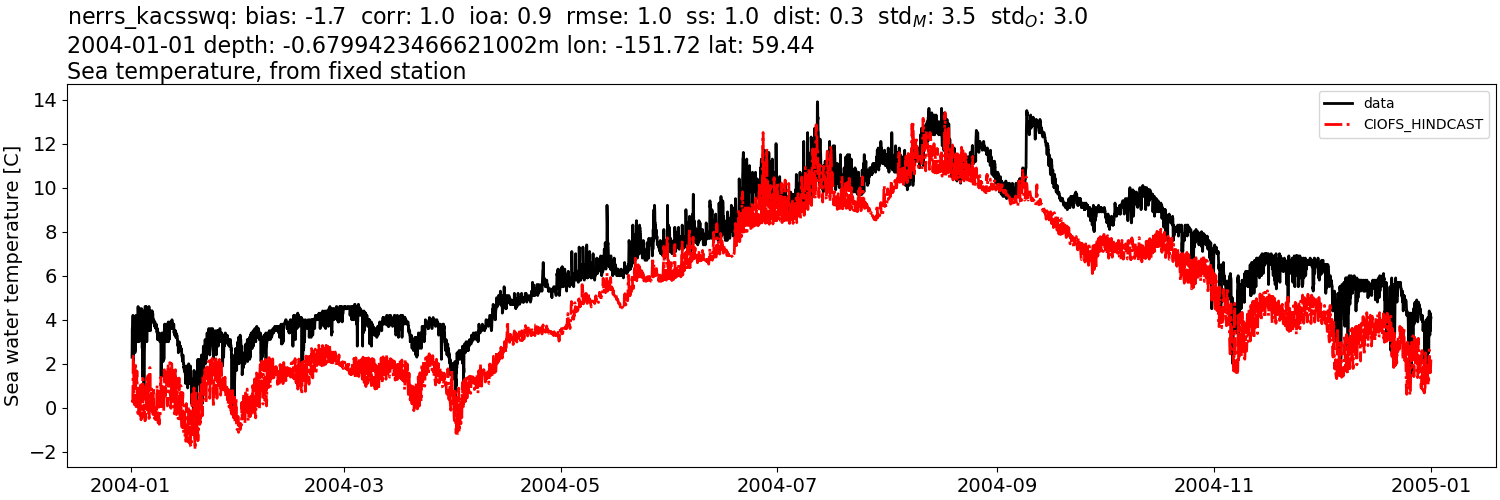 nerrs_kacsswq: bias: -1.7 corr: 1.0 ioa: 0.9 rmse: 1.0 ss: 1.0 dist: 0.3 std_M: 3.5 std_O: 3.0
2004-01-01 depth: -0.6799423466621002m lon: -151.72 lat: 59.44
Sea temperature, from fixed station
data
CIOFS_HINDCAST
Sea water temperature [C]
14
12
10
8
6
4
2
0
−2
2004-01
2004-03
2004-05
2004-07
2004-09
2004-11
2005-01